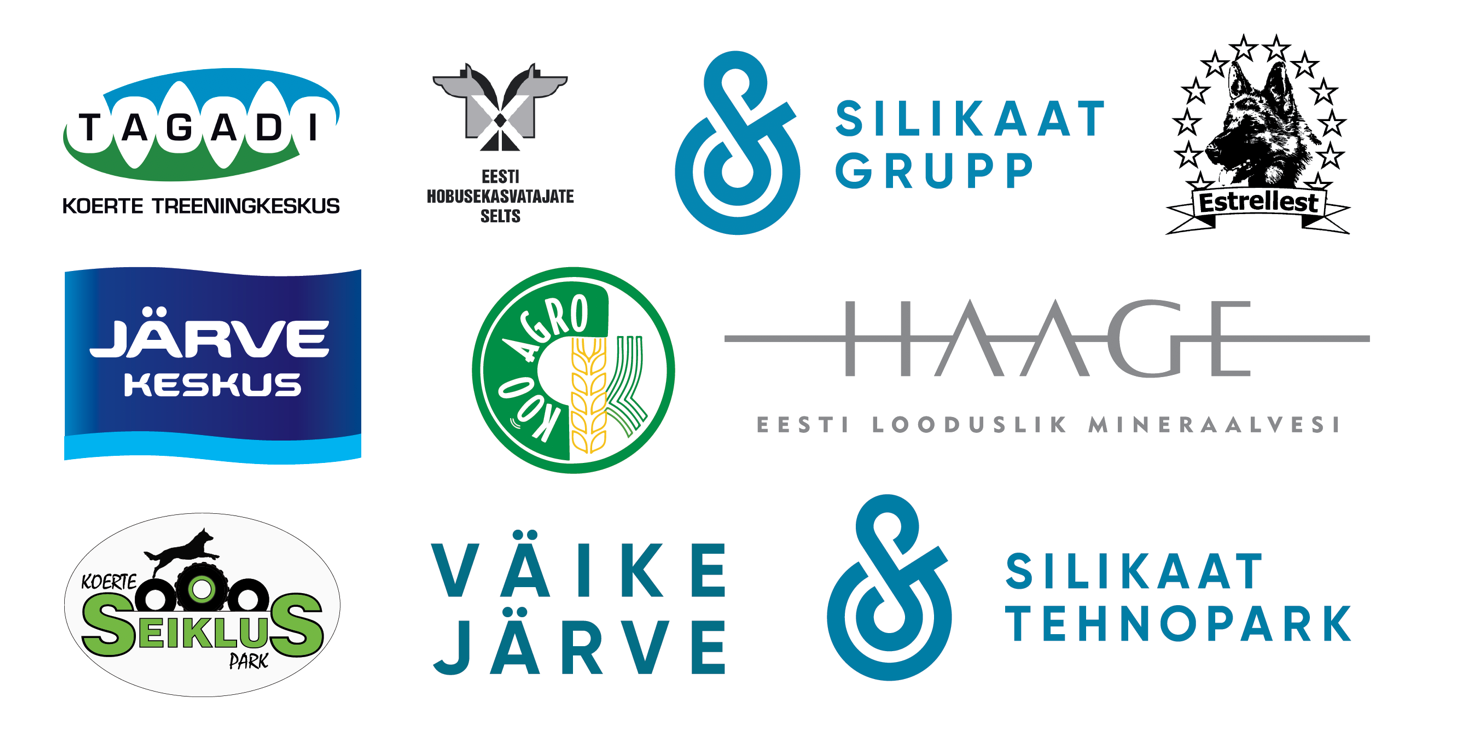 TAGADI
KOERTE TREENINGKESKUS
EESTI
HOBUSEKASVATAJATE
SELTS
SILIKAAT
GRUPP
Estrellest
JÄRVE
KESKUS
KÕO AGRO
HAAGE
EESTI LOODUSLIK MINERAALVESI
KOERTE
SEIKLUS
PARK
VÄIKE
JÄRVE
SILIKAAT
TEHNOPARK